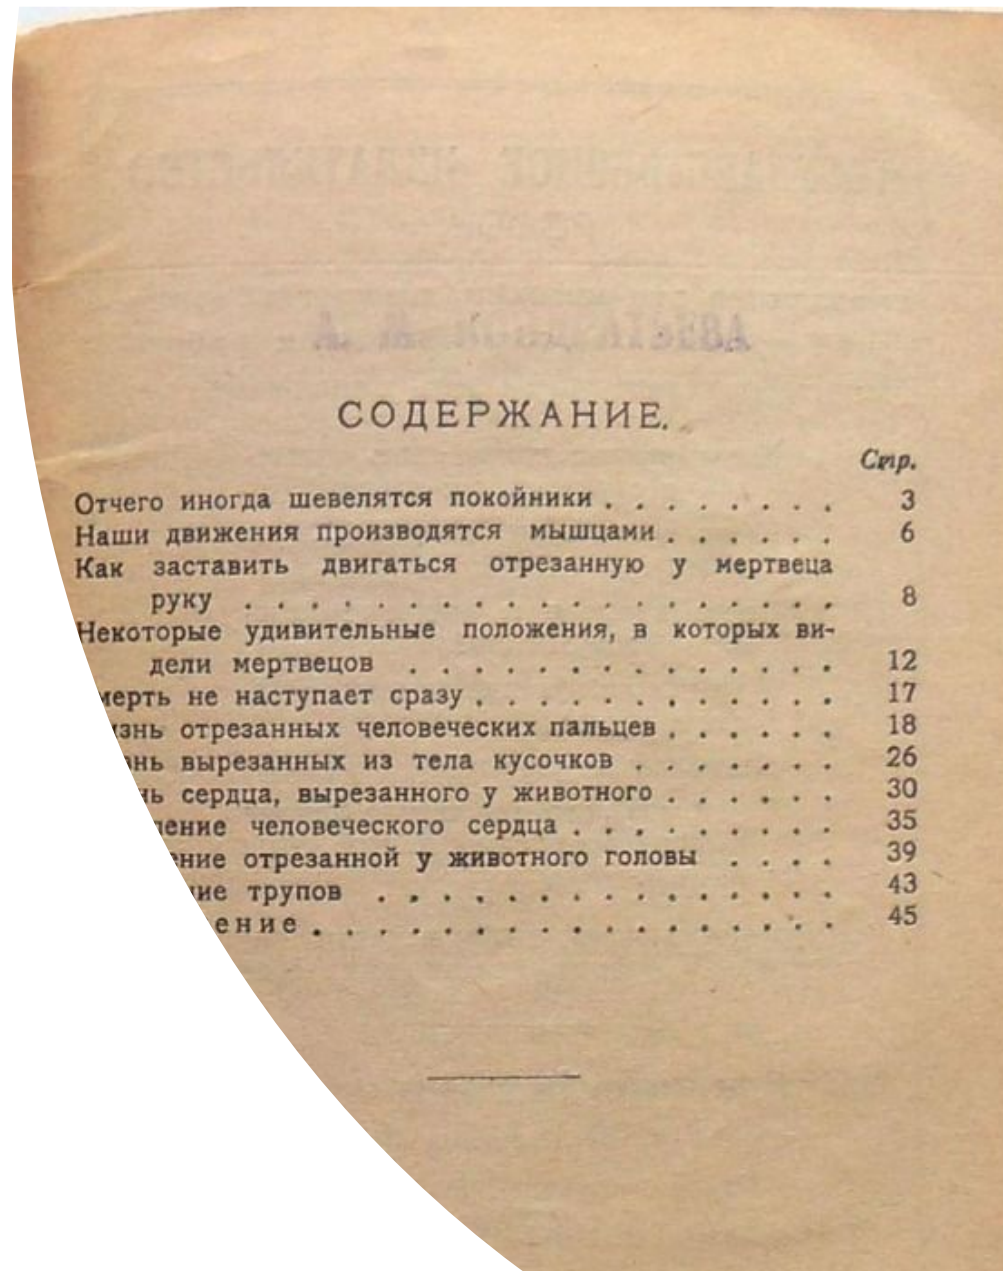 СОДЕРЖАНИЕ.
Стр.
Отчего иногда шевелятся покойники . . . . . . . . 3
Наши движения производятся мышцами . . . . . . 6
Как заставить двигаться отрезанную у мертвеца
руку . . . . . . . . . . . . . . . . . . . 8
Некоторые удивительные положения, в которых ви-
дели мертвецов . . . . . . . . . . . . . . 12
мерть не наступает сразу . . . . . . . . . . . . 17
знь отрезанных человеческих пальцев . . . . . . 18
нь вырезанных из тела кусочков . . . . . . . 26
ь сердца, вырезанного у животного . . . . . . 30
ление человеческого сердца . . . . . . . . . 35
ение отрезанной у животного головы . . . . 39
ие трупов . . . . . . . . . . . . . . . 43
ение . . . . . . . . . . . . . . . . . 45